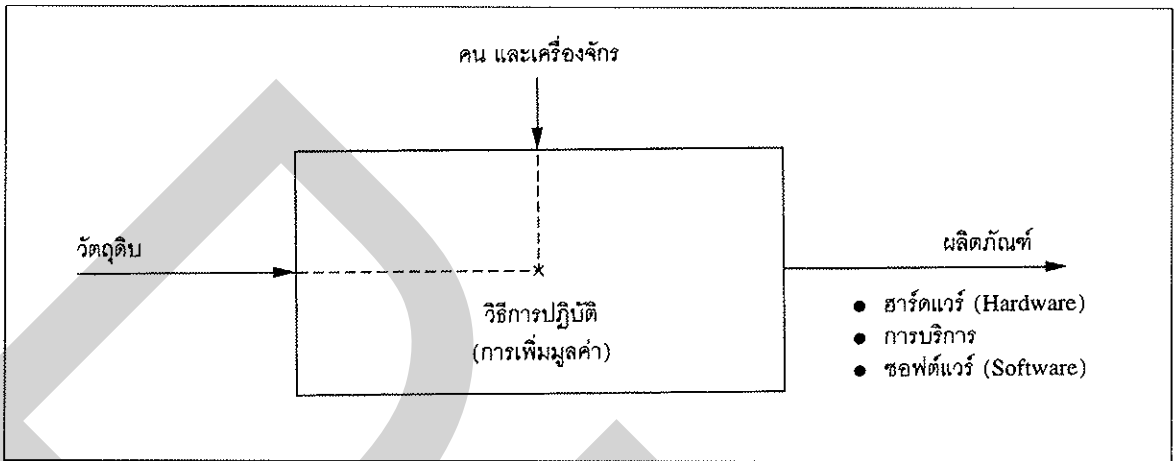 คน และเครื่องจักร
วัตถุดิบ
ผลิตภัณฑ์
วิธีการปฏิบัติ
(การเพิ่มมูลค่า)
● ฮาร์ดแวร์ (Hardware)
● การบริการ
● ซอฟต์แวร์ (Software)